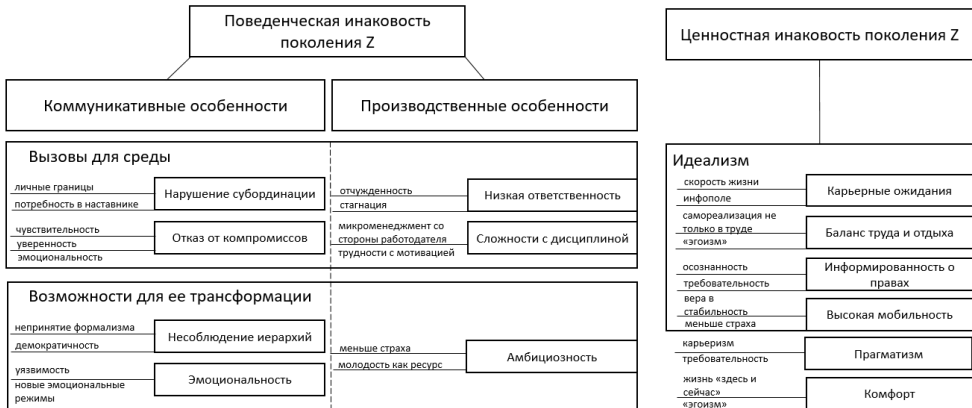 Поведенческая инаковость
поколения Z
Коммуникативные особенности
Производственные особенности
Вызовы для среды
личные границы
потребность в наставнике
Нарушение субординации
чувствительность
уверенность
эмоциональность
Отказ от компромиссов
отчужденность
стагнация
Низкая ответственность
микроменеджмент со
стороны работодателя
трудности с мотивацией
Сложности с дисциплиной
Возможности для ее трансформации
непринятие формализма
демократичность
Несоблюдение иерархий
уязвимость
новые эмоциональные
режимы
Эмоциональность
меньше страха
молодость как ресурс
Амбициозность
Ценностная инаковость поколения Z
Идеализм
скорость жизни
инфополе
Карьерные ожидания
самореализация не
только в труде
«эгоизм»
Баланс труда и отдыха
осознанность
требовательность
Информированность о
правах
вера в
стабильность
меньше страха
Высокая мобильность
карьеризм
требовательность
Прагматизм
жизнь «здесь и
сейчас»
«эгоизм»
Комфорт